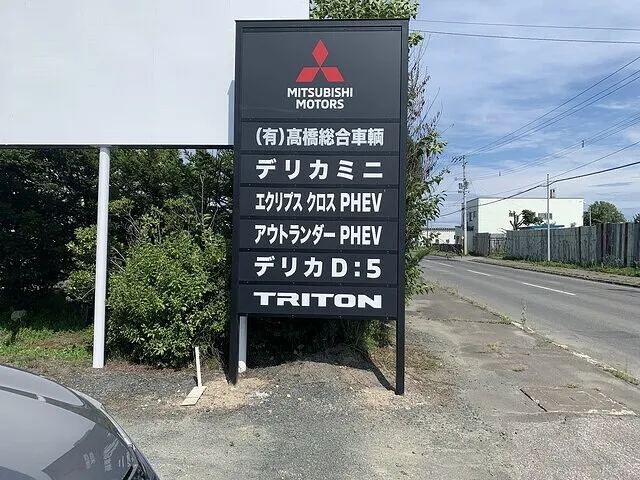 MITSUBISHI
MOTORS
(有)髙橋総合車輌
デリカミニ
エクリプス クロス PHEV
アウトランダー PHEV
デリカD:5
TRITON